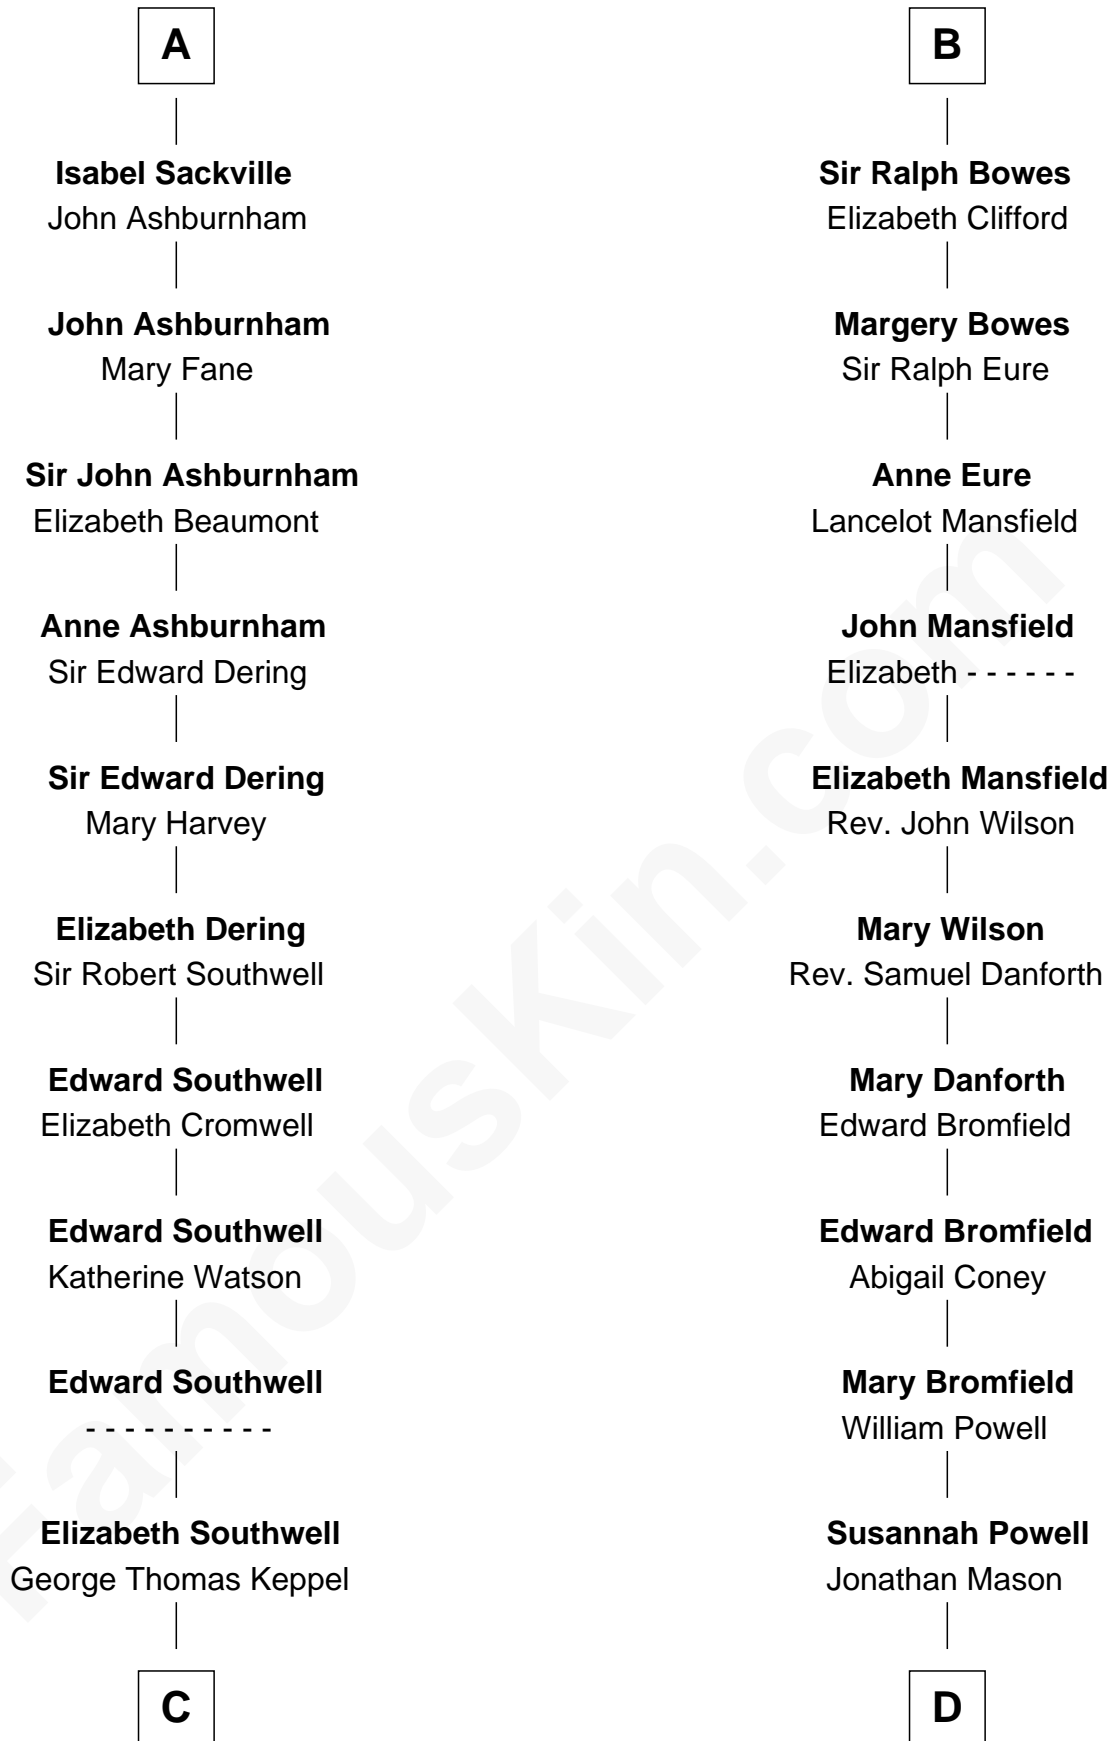 A
Isabel Sackville
John Ashburnham
John Ashburnham
Mary Fane
Sir John Ashburnham
Elizabeth Beaumont
Anne Ashburnham
Sir Edward Dering
Sir Edward Dering
Mary Harvey
Elizabeth Dering
Sir Robert Southwell
Edward Southwell
Elizabeth Cromwell
Edward Southwell
Katherine Watson
Edward Southwell
- - - - - - - - - -
Elizabeth Southwell
George Thomas Keppel
C
B
Sir Ralph Bowes
Elizabeth Clifford
Margery Bowes
Sir Ralph Eure
Anne Eure
Lancelot Mansfield
John Mansfield
Elizabeth - - - - - -
Elizabeth Mansfield
Rev. John Wilson
Mary Wilson
Rev. Samuel Danforth
Mary Danforth
Edward Bromfield
Edward Bromfield
Abigail Coney
Mary Bromfield
William Powell
Susannah Powell
Jonathan Mason
D
FamousKin.com